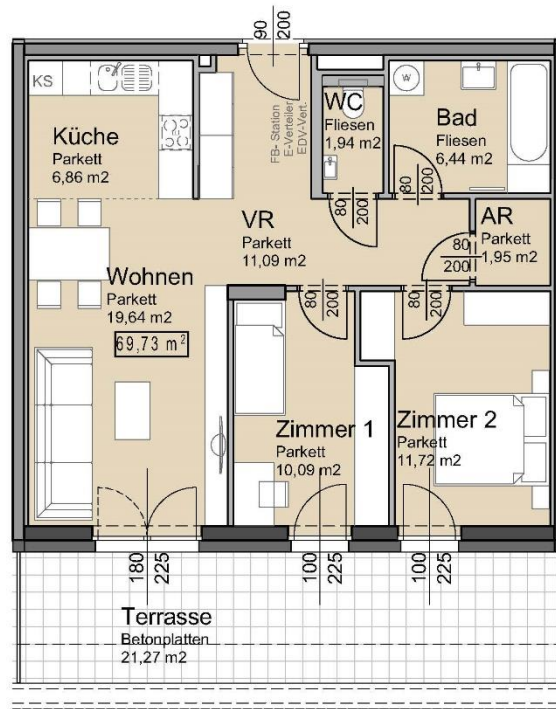 90
200
KS
Küche
Parkett
6,86 m2
FB- Station
E-Verteiler
EDV-Vert.
WC
Fliesen
1,94 m2
W
Bad
Fliesen
6,44 m2
80
200
80
200
VR
Parkett
11,09 m2
AR
Parkett
1,95 m2
80
200
Wohnen
Parkett
19,64 m2
69,73 m²
80
200
80
200
Zimmer 1
Parkett
10,09 m2
Zimmer 2
Parkett
11,72 m2
180
225
100
225
100
225
Terrasse
Betonplatten
21,27 m2